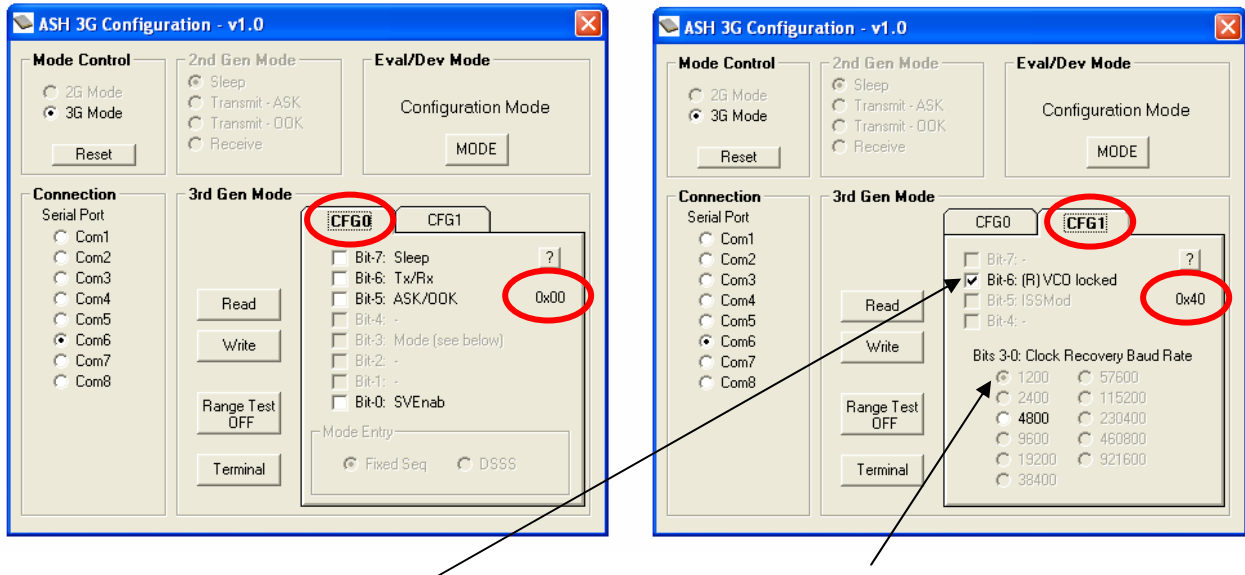 ASH 3G Configuration - v1.0
Mode Control
2G Mode
3G Mode
Reset
2nd Gen Mode
Sleep
Transmit - ASK
Transmit - OOK
Receive
Eval/Dev Mode
Configuration Mode
MODE
Connection
Serial Port
Com1
Com2
Com3
Com4
Com5
Com6
Com7
Com8
3rd Gen Mode
Read
Write
Range Test
OFF
Terminal
CFG0 CFG1
Bit-7: Sleep ?
Bit-6: Tx/Rx
Bit-5: ASK/OOK 0x00
Bit-4: -
Bit-3: Mode (see below)
Bit-2: -
Bit-1: -
Bit-0: SVEnab
Mode Entry
Fixed Seq DSSS
ASH 3G Configuration - v1.0
Mode Control
2G Mode
3G Mode
Reset
2nd Gen Mode
Sleep
Transmit - ASK
Transmit - OOK
Receive
Eval/Dev Mode
Configuration Mode
MODE
Connection
Serial Port
Com1
Com2
Com3
Com4
Com5
Com6
Com7
Com8
3rd Gen Mode
Read
Write
Range Test
OFF
Terminal
CFG0 CFG1
Bit-7: - ?
Bit-6: (R) VCO locked
Bit-5: ISSMod 0x40
Bit-4: -
Bits 3-0: Clock Recovery Baud Rate
1200 57600
2400 115200
4800 230400
9600 460800
19200 921600
38400